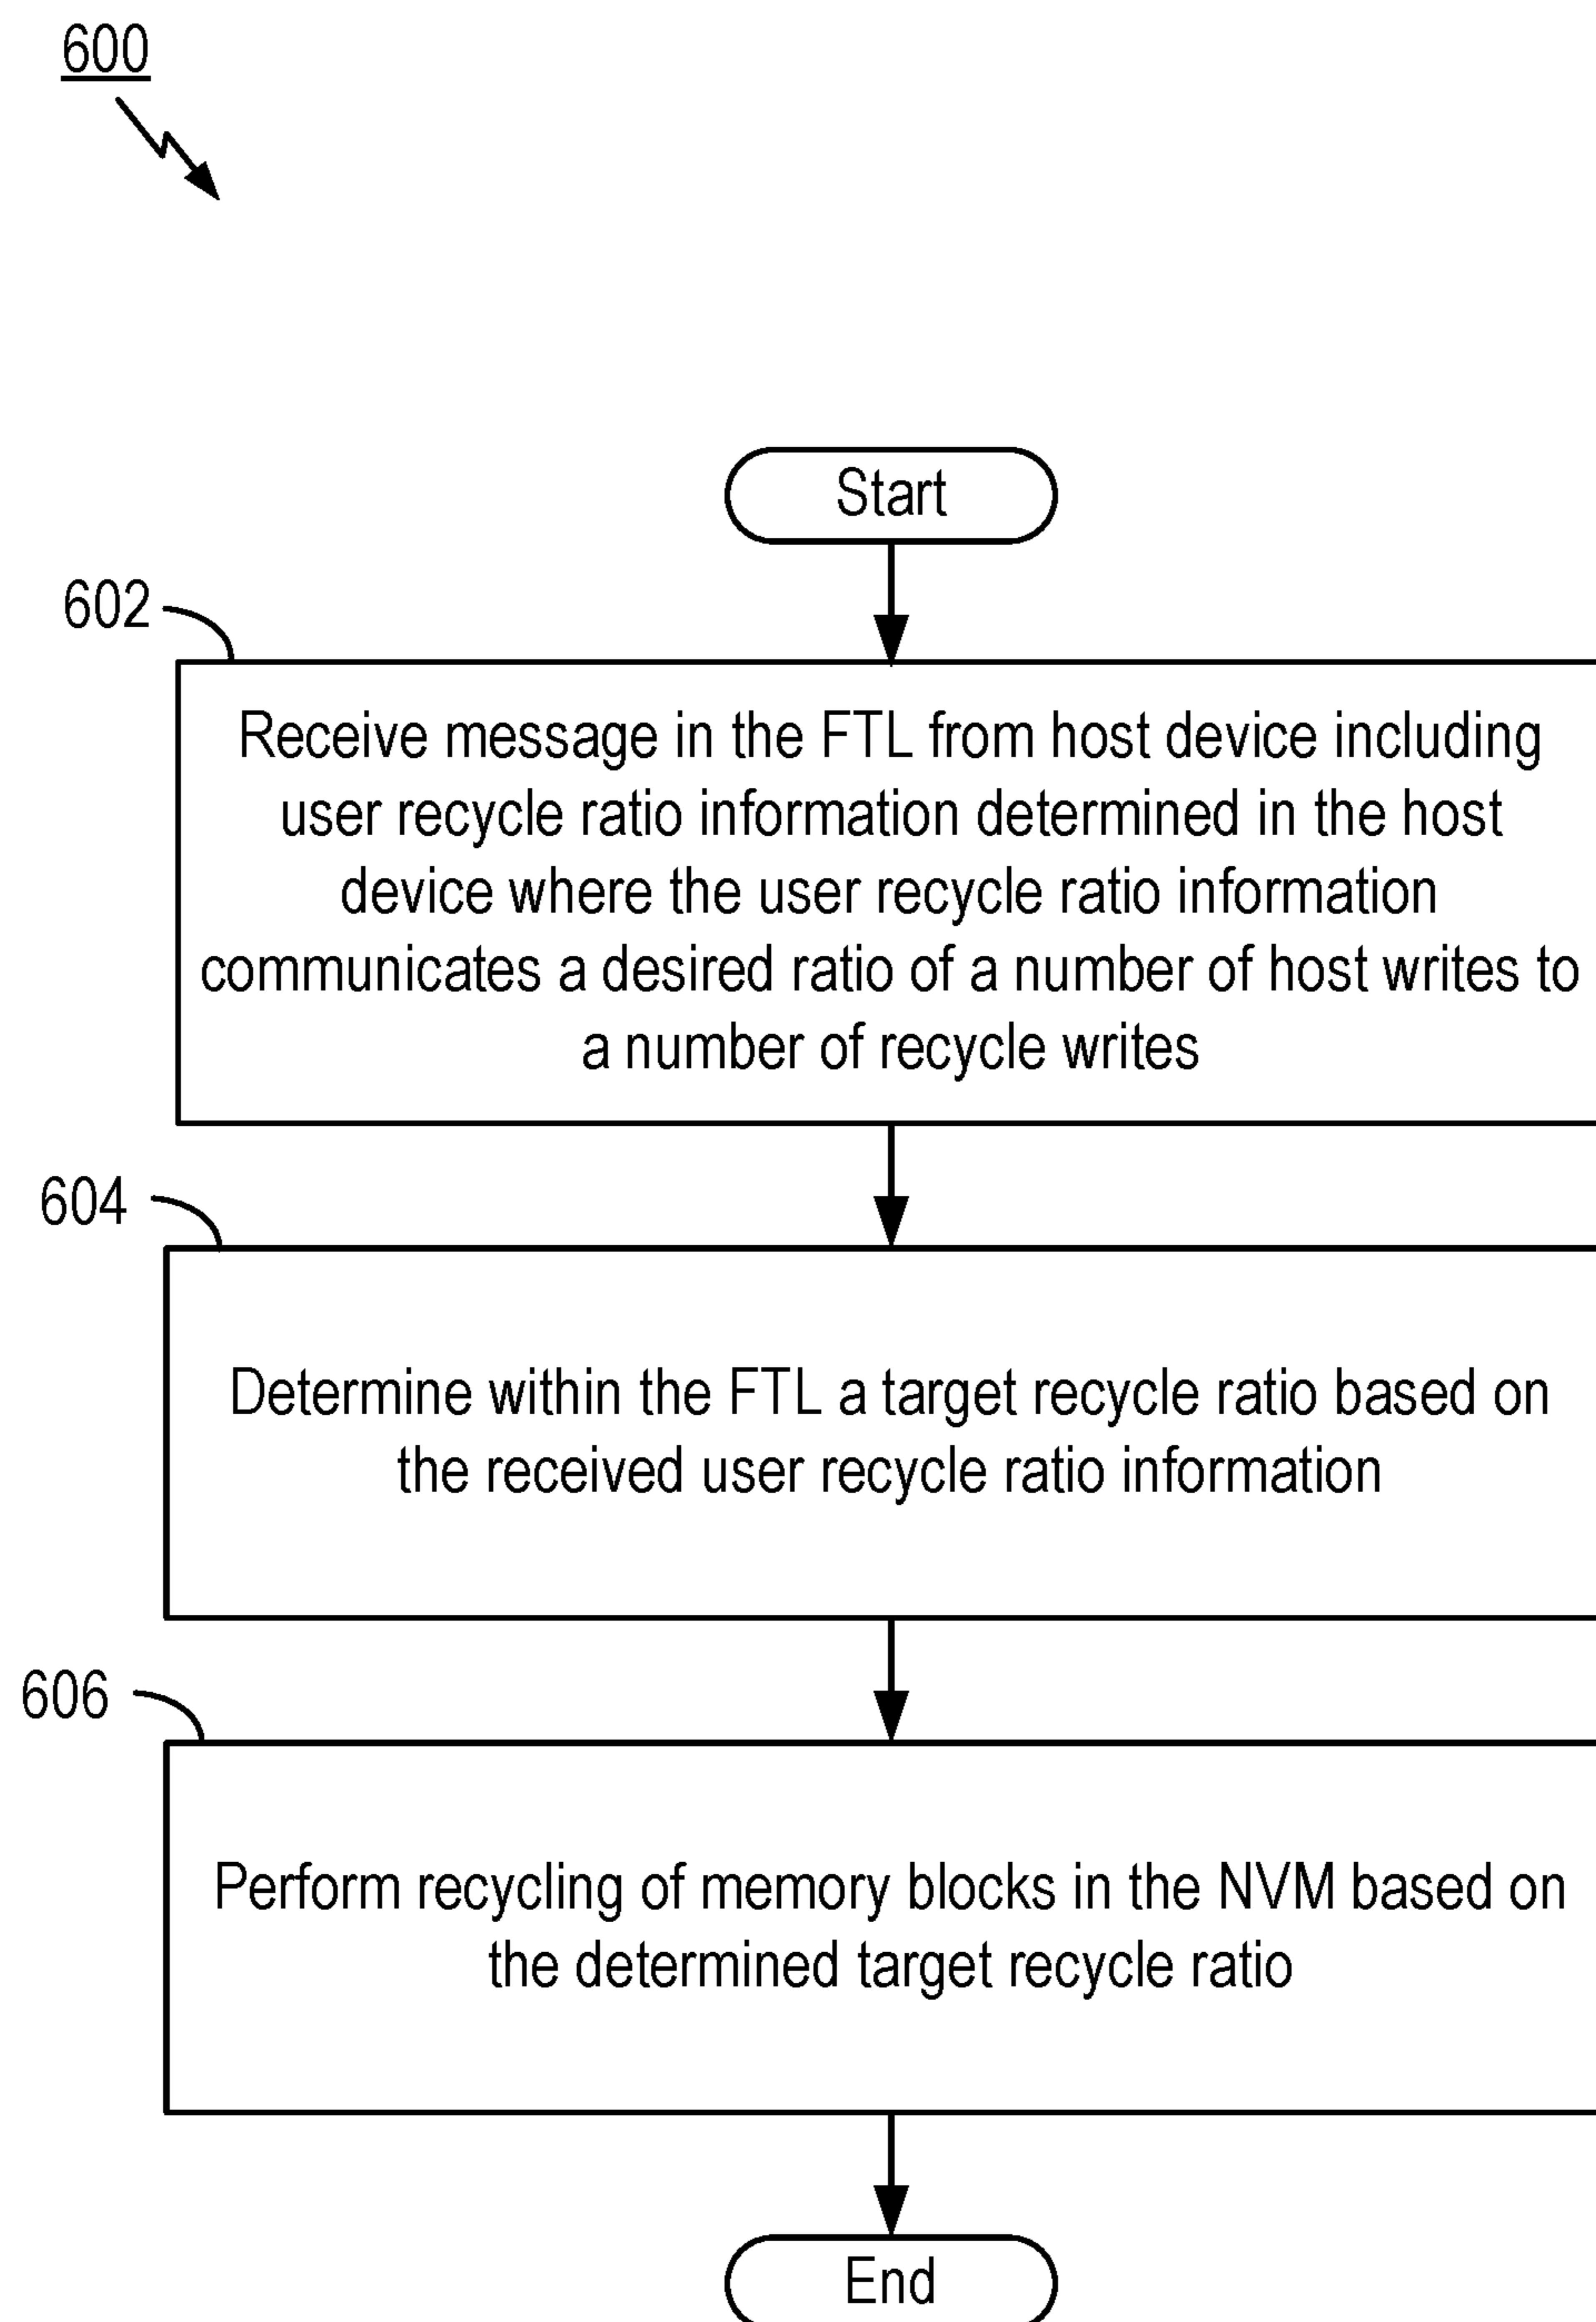 600
Start
602
Receive message in the FTL from host device including
user recycle ratio information determined in the host
device where the user recycle ratio information
communicates a desired ratio of a number of host writes to
a number of recycle writes
604
Determine within the FTL a target recycle ratio based on
the received user recycle ratio information
606
Perform recycling of memory blocks in the NVM based on
the determined target recycle ratio
End